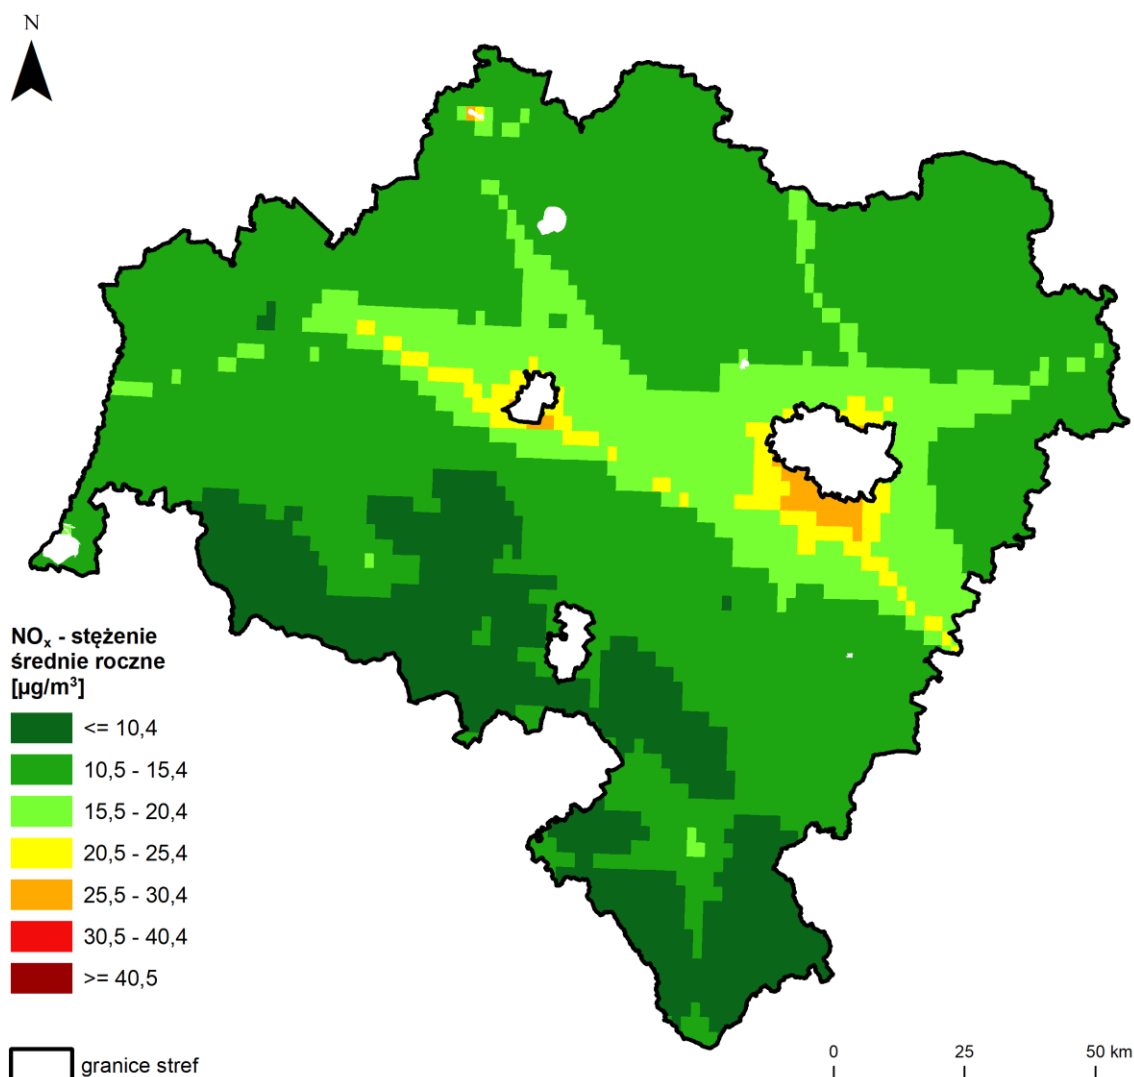 N
NOₓ - stężenie
średnie roczne
[µg/m³]
<= 10,4
10,5 - 15,4
15,5 - 20,4
20,5 - 25,4
25,5 - 30,4
30,5 - 40,4
>= 40,5
granice stref
0 25 50 km